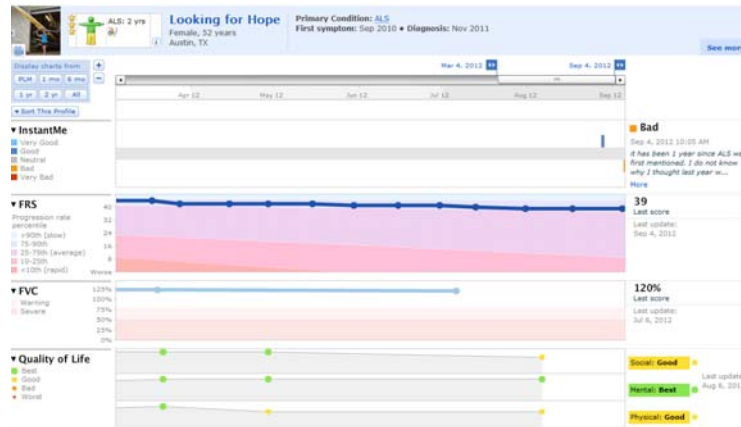 ALS: 2 yrs
Looking for Hope
Female, 52 years
Austin, TX
Primary Condition: ALS
First symptom: Sep 2010 • Diagnosis: Nov 2011
See mor
Display charts from
PLM 1 mo 6 mo
1 yr 2 yr All
▾ Sort This Profile
Mar 4, 2012 Sep 4, 2012
Apr 12 May 12 Jun 12 Jul 12 Aug 12 Sep 12
▼ InstantMe
Very Good
Good
Neutral
Bad
Very Bad
Bad
Sep 4, 2012 10:05 AM
it has been 1 year since ALS wa
first mentioned. I do not know
why I thought last year w...
More
▼ FRS
Progression rate
percentile
>90th (slow)
75-90th
25-75th (average)
10-25th
<10th (rapid)
40
32
24
16
8
Worse
39
Last score
Last update:
Sep 4, 2012
▼ FVC
Warning
Severe
125%
100%
75%
50%
25%
0%
120%
Last score
Last update:
Jul 6, 2012
▼ Quality of Life
Best
Good
Bad
Worst
Social: Good
Mental: Best
Physical: Good
Last update
Aug 6, 201